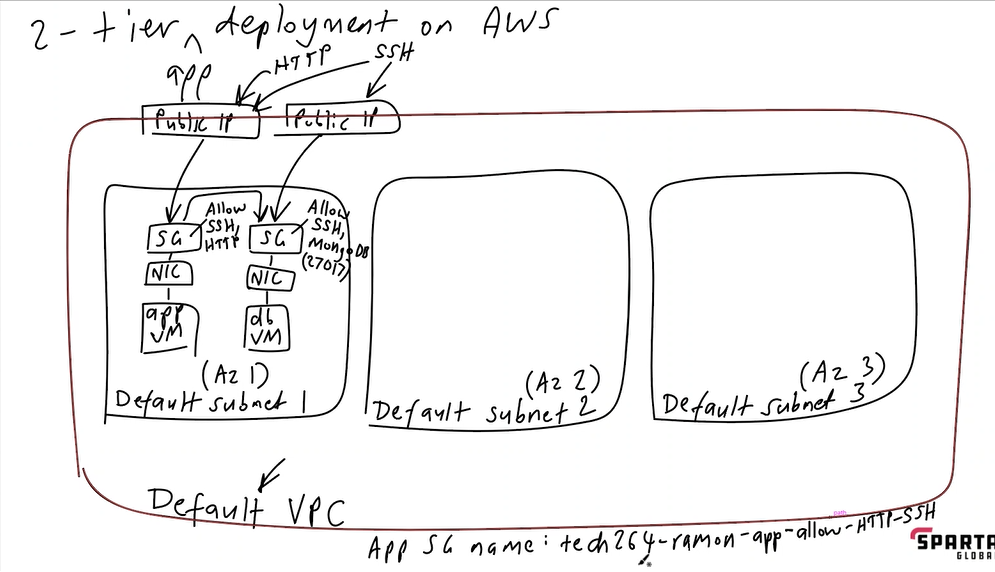 2-tier app deployment on AWS
HTTP
SSH
Public IP
Public IP
Allow
SSH,
HTTP
Allow
SSH,
MongoDB
(27017)
SG
SG
NIC
NIC
app
VM
db
VM
(AZ 1)
Default subnet 1
(AZ 2)
Default subnet 2
(AZ 3)
Default subnet 3
Default VPC
App SG name: tech264-ramon-app-allow-HTTP-SSH
SPARTA
GLOBAL